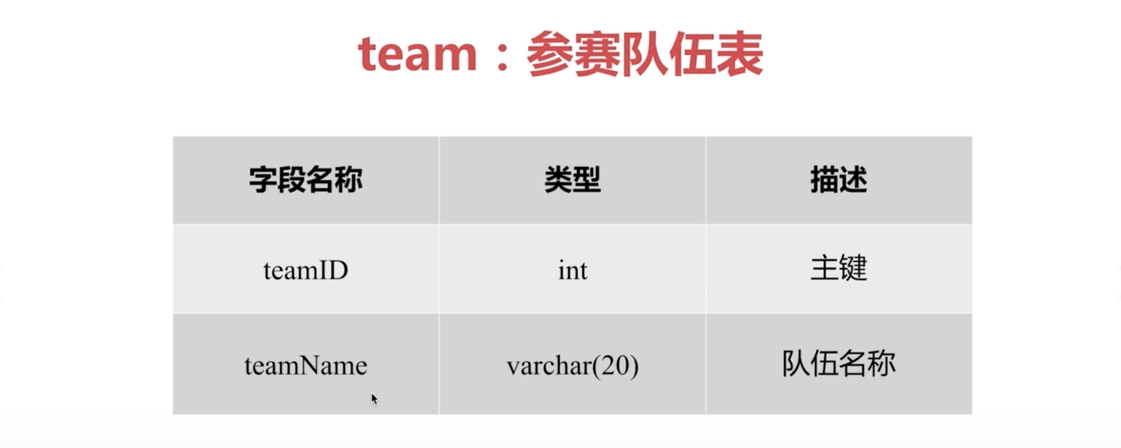 team：参赛队伍表
字段名称 类型 描述
teamID int 主键
teamName varchar(20) 队伍名称